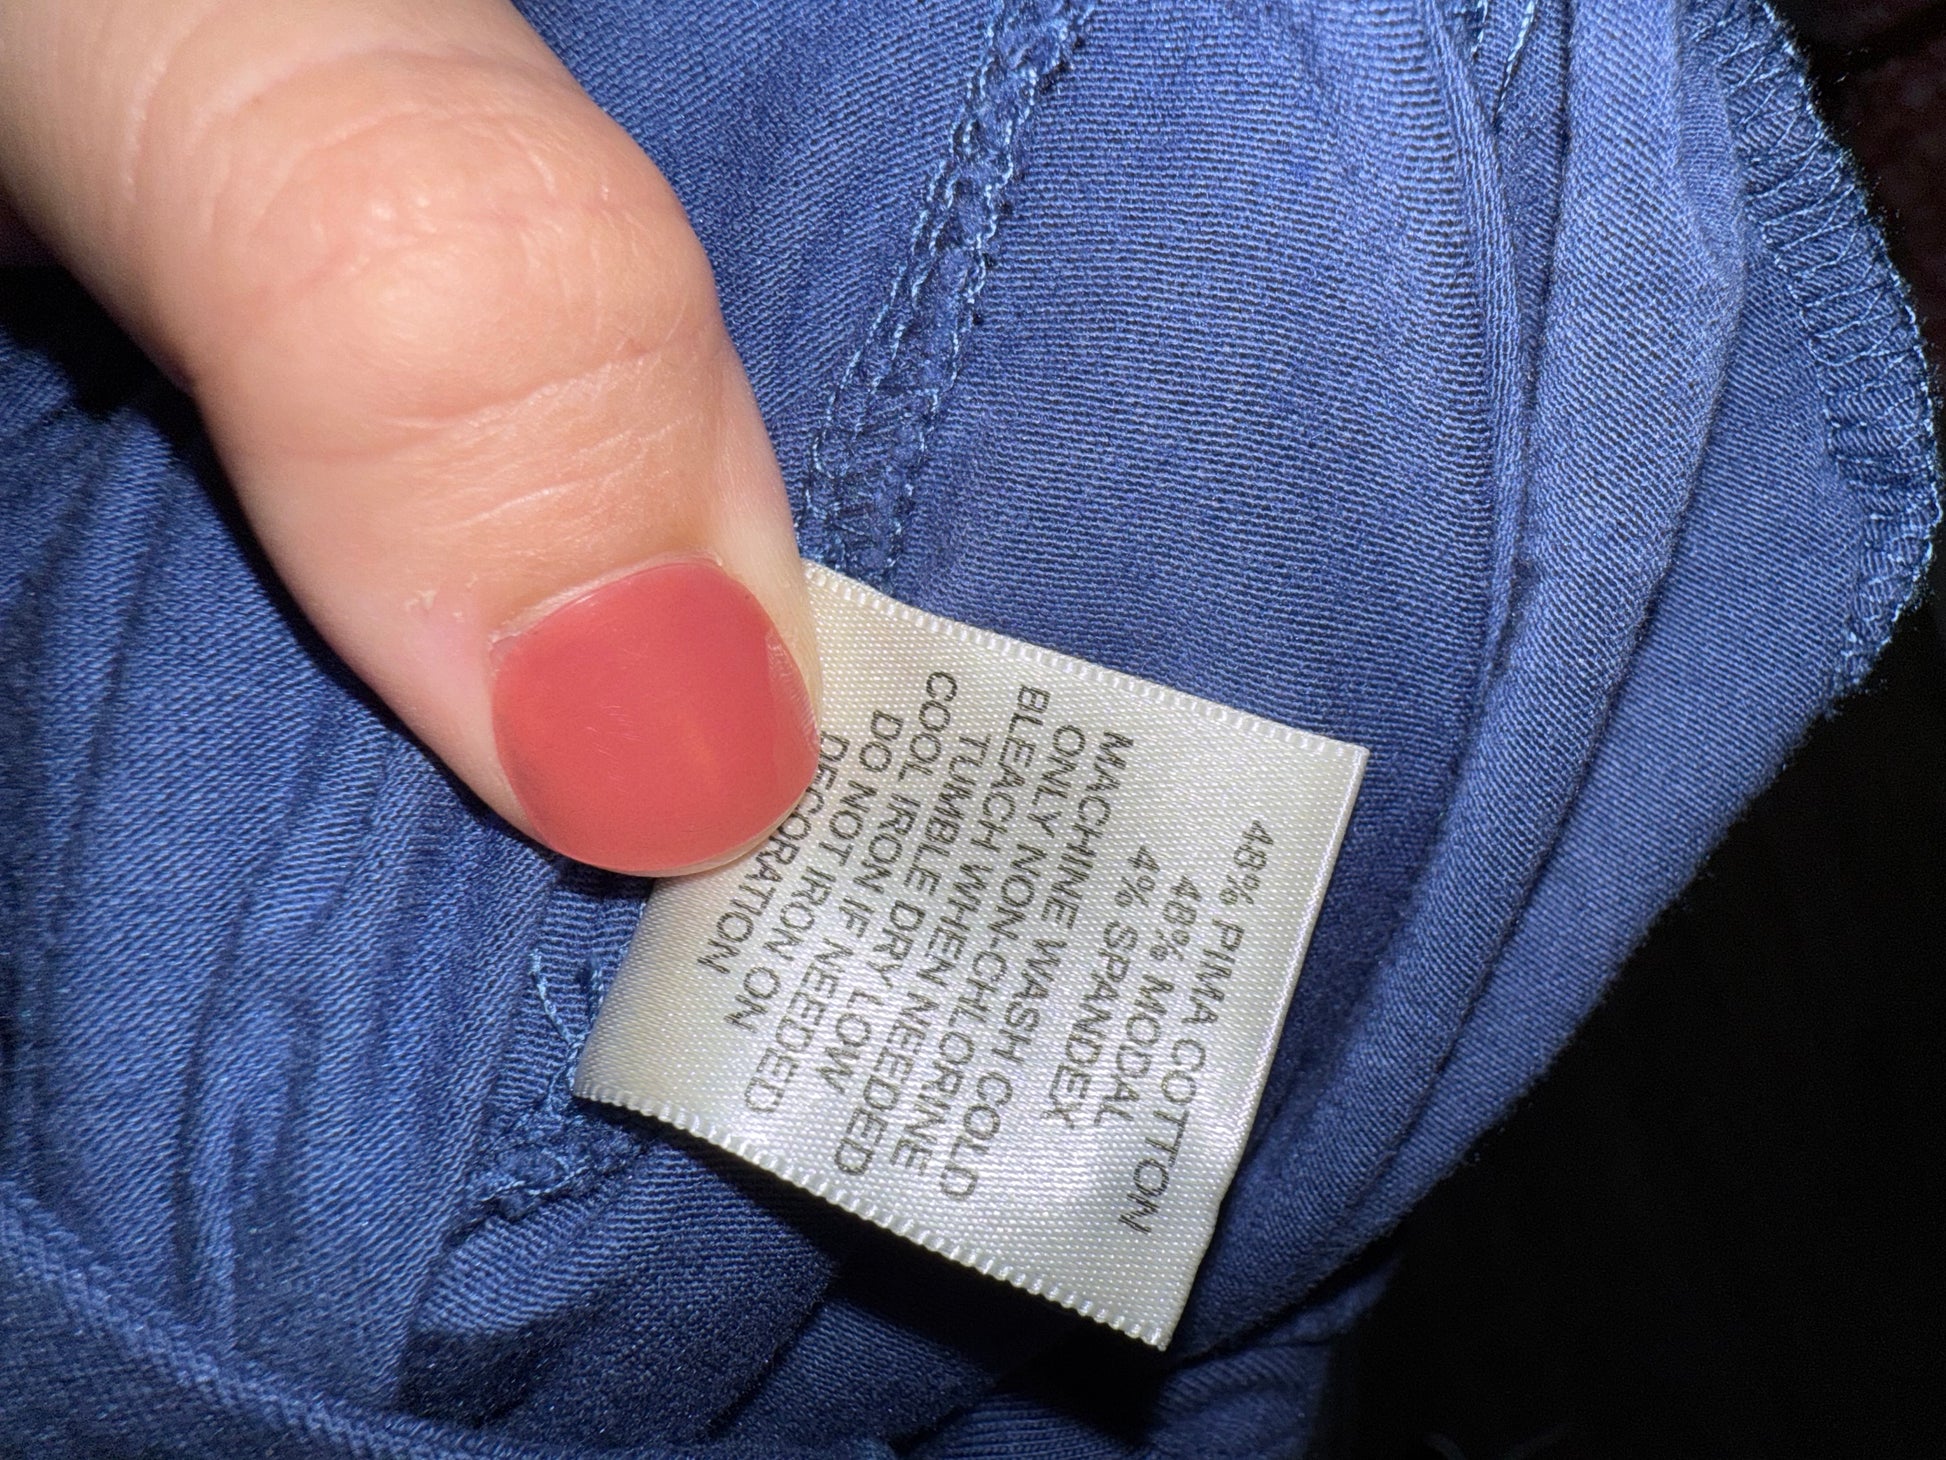 48% PIMA COTTON
48% MODAL
4% SPANDEX
MACHINE WASH COLD
ONLY NON-CHLORINE
BLEACH WHEN NEEDED
TUMBLE DRY LOW
COOL IRON IF NEEDED
DO NOT IRON ON
DECORATION